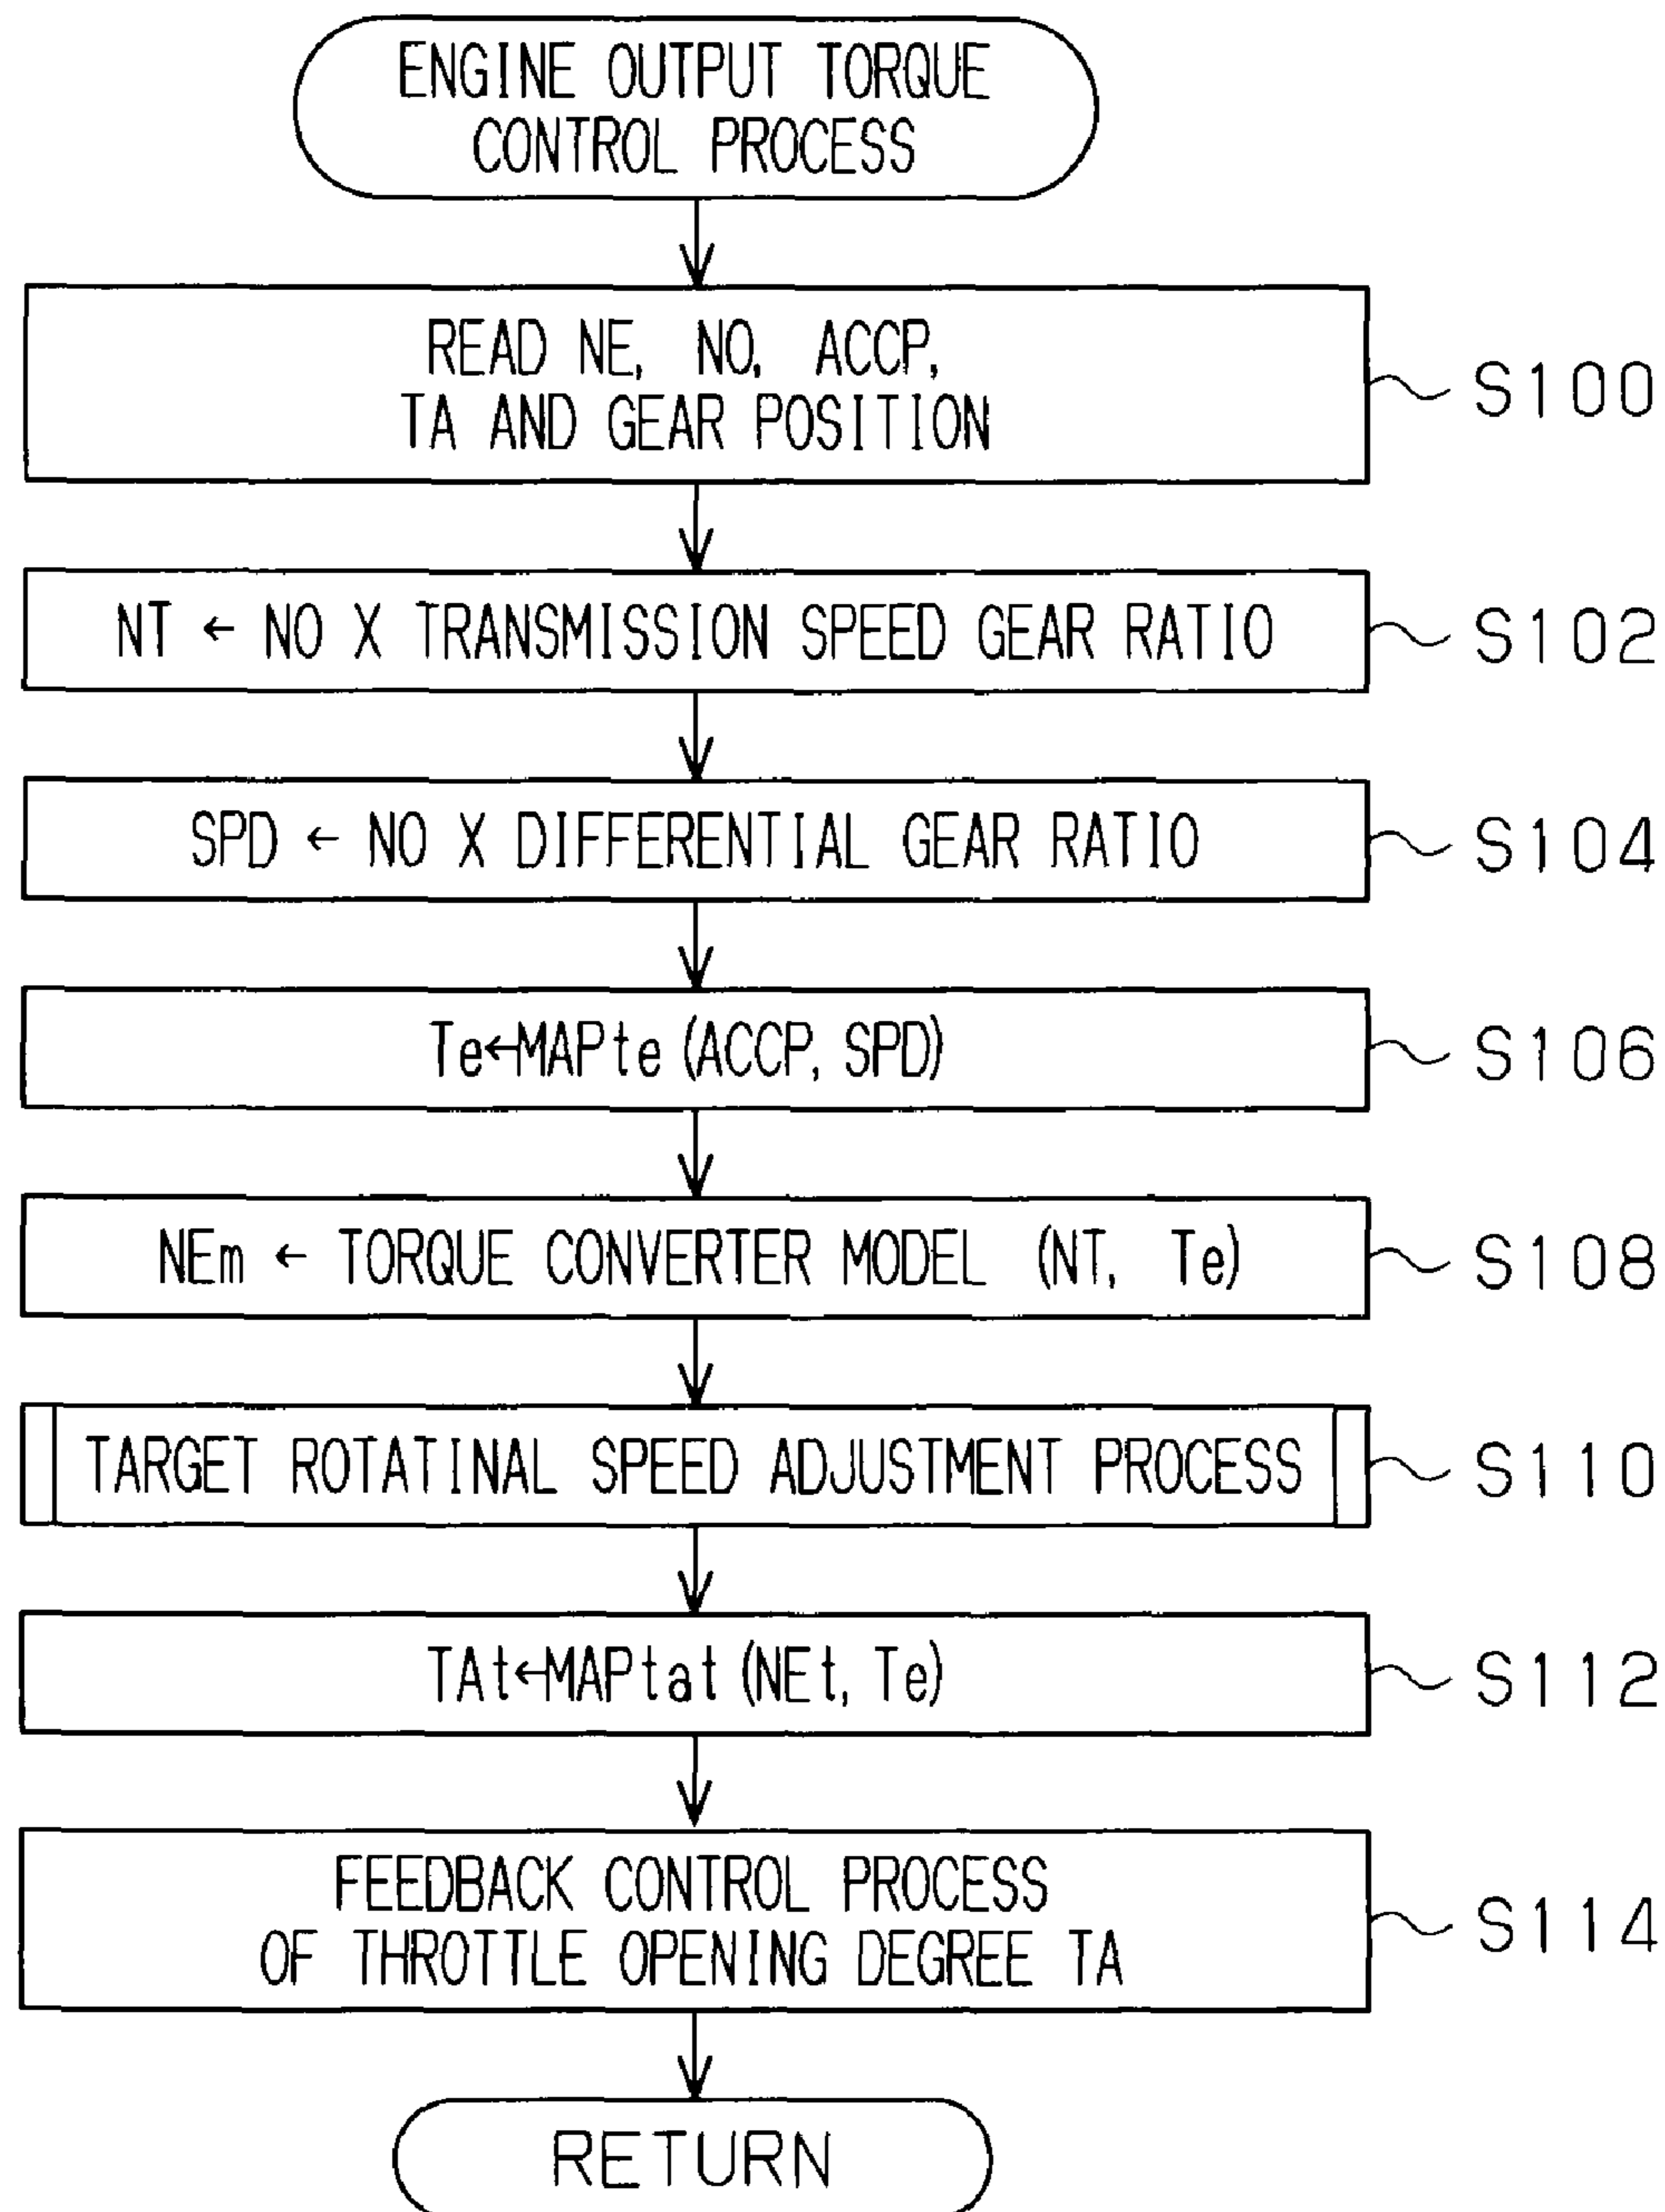 ENGINE OUTPUT TORQUE
CONTROL PROCESS
READ NE, NO, ACCP,
TA AND GEAR POSITION
S100
NT ← NO X TRANSMISSION SPEED GEAR RATIO
S102
SPD ← NO X DIFFERENTIAL GEAR RATIO
S104
Te←MAPte (ACCP, SPD)
S106
NEm ← TORQUE CONVERTER MODEL (NT, Te)
S108
TARGET ROTATINAL SPEED ADJUSTMENT PROCESS
S110
TAt←MAPtat (NEt, Te)
S112
FEEDBACK CONTROL PROCESS
OF THROTTLE OPENING DEGREE TA
S114
RETURN